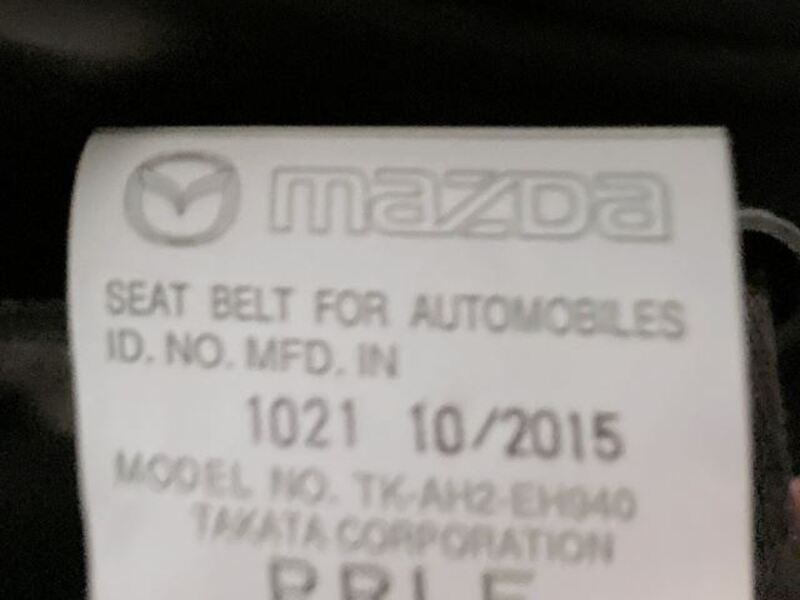 mazda
SEAT BELT FOR AUTOMOBILES
ID. NO. MFD. IN
1021 10/2015
MODEL NO. TK-AH2-EH940
TAKATA CORPORATION